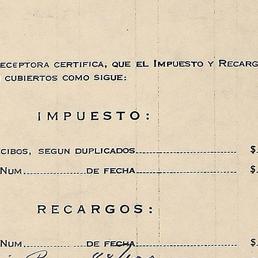 ECEPTORA CERTIFICA, QUE EL IMPUESTO Y RECARG
CUBIERTOS COMO SIGUE:
IMPUESTO:
CIBOS, SEGUN DUPLICADOS $
NUM DE FECHA $
RECARGOS:
NUM DE FECHA $